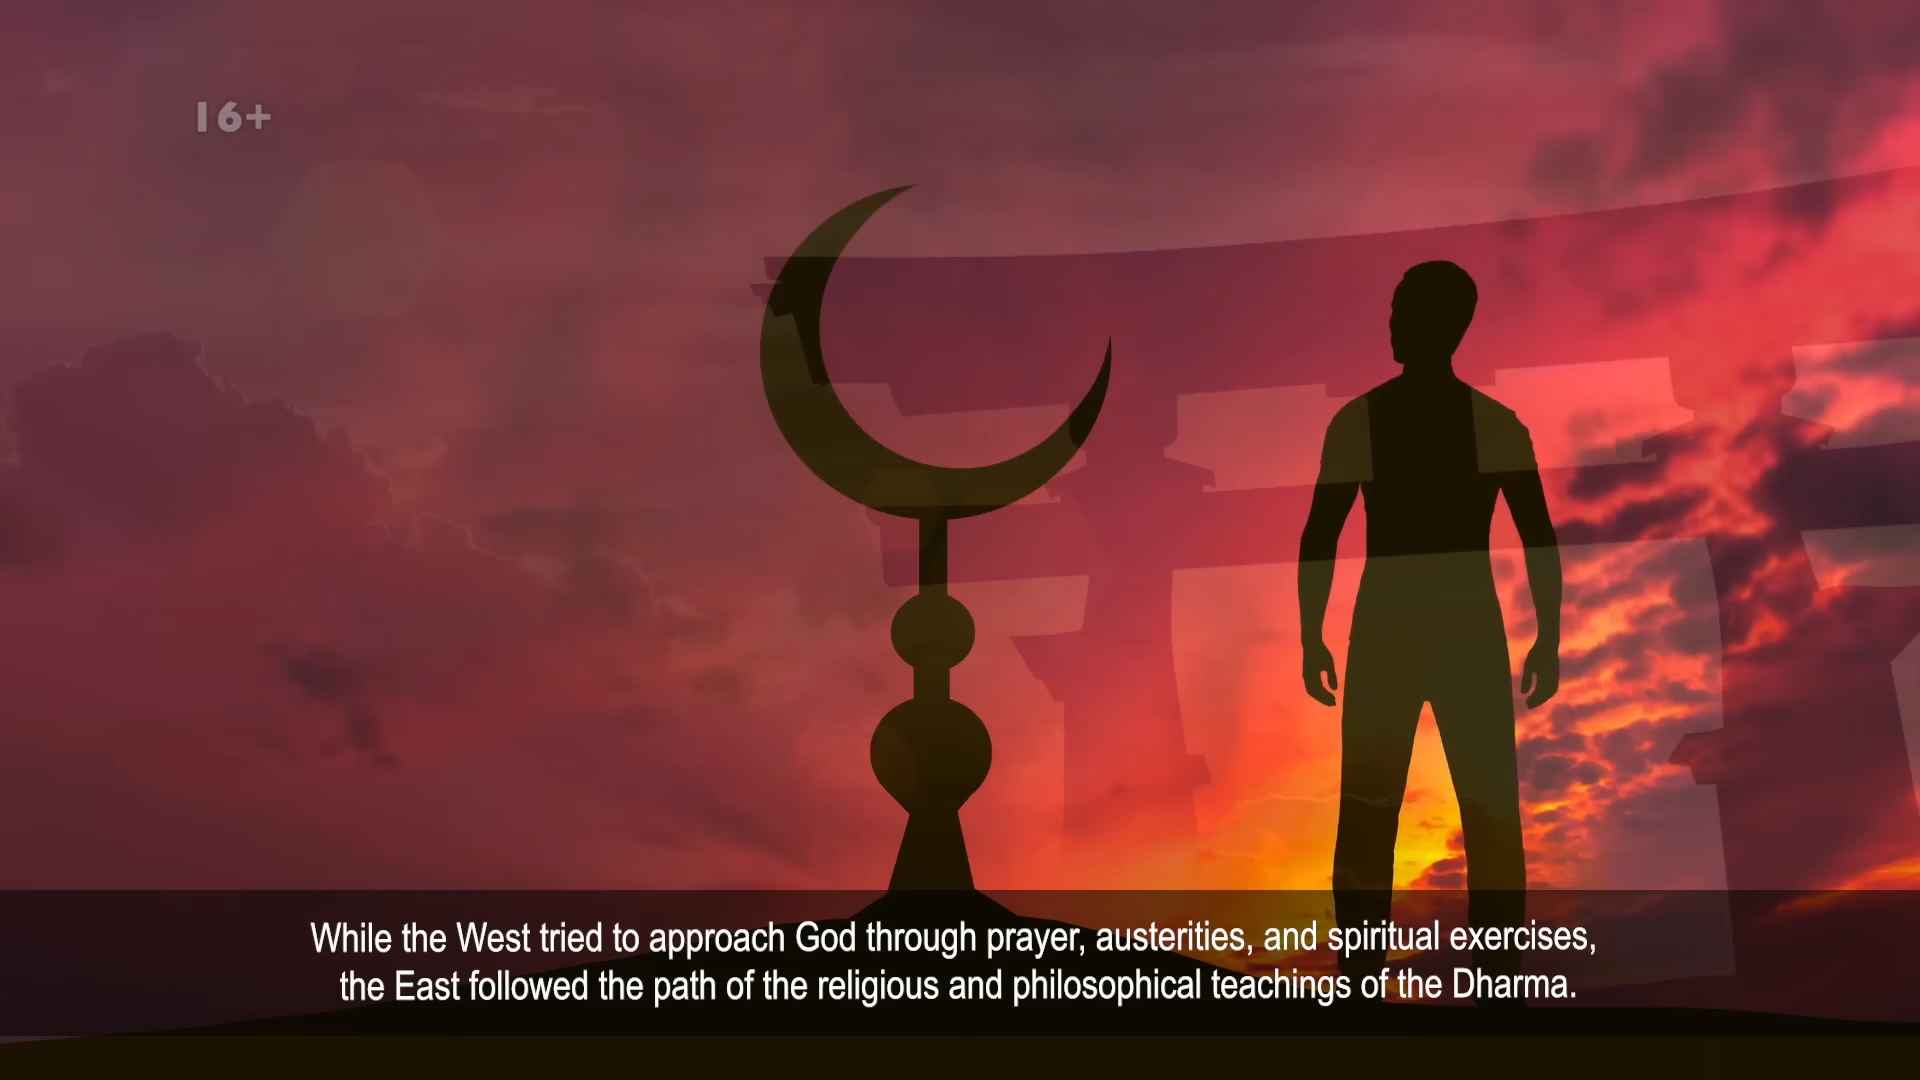 16+
While the West tried to approach God through prayer, austerities, and spiritual exercises,
the East followed the path of the religious and philosophical teachings of the Dharma.